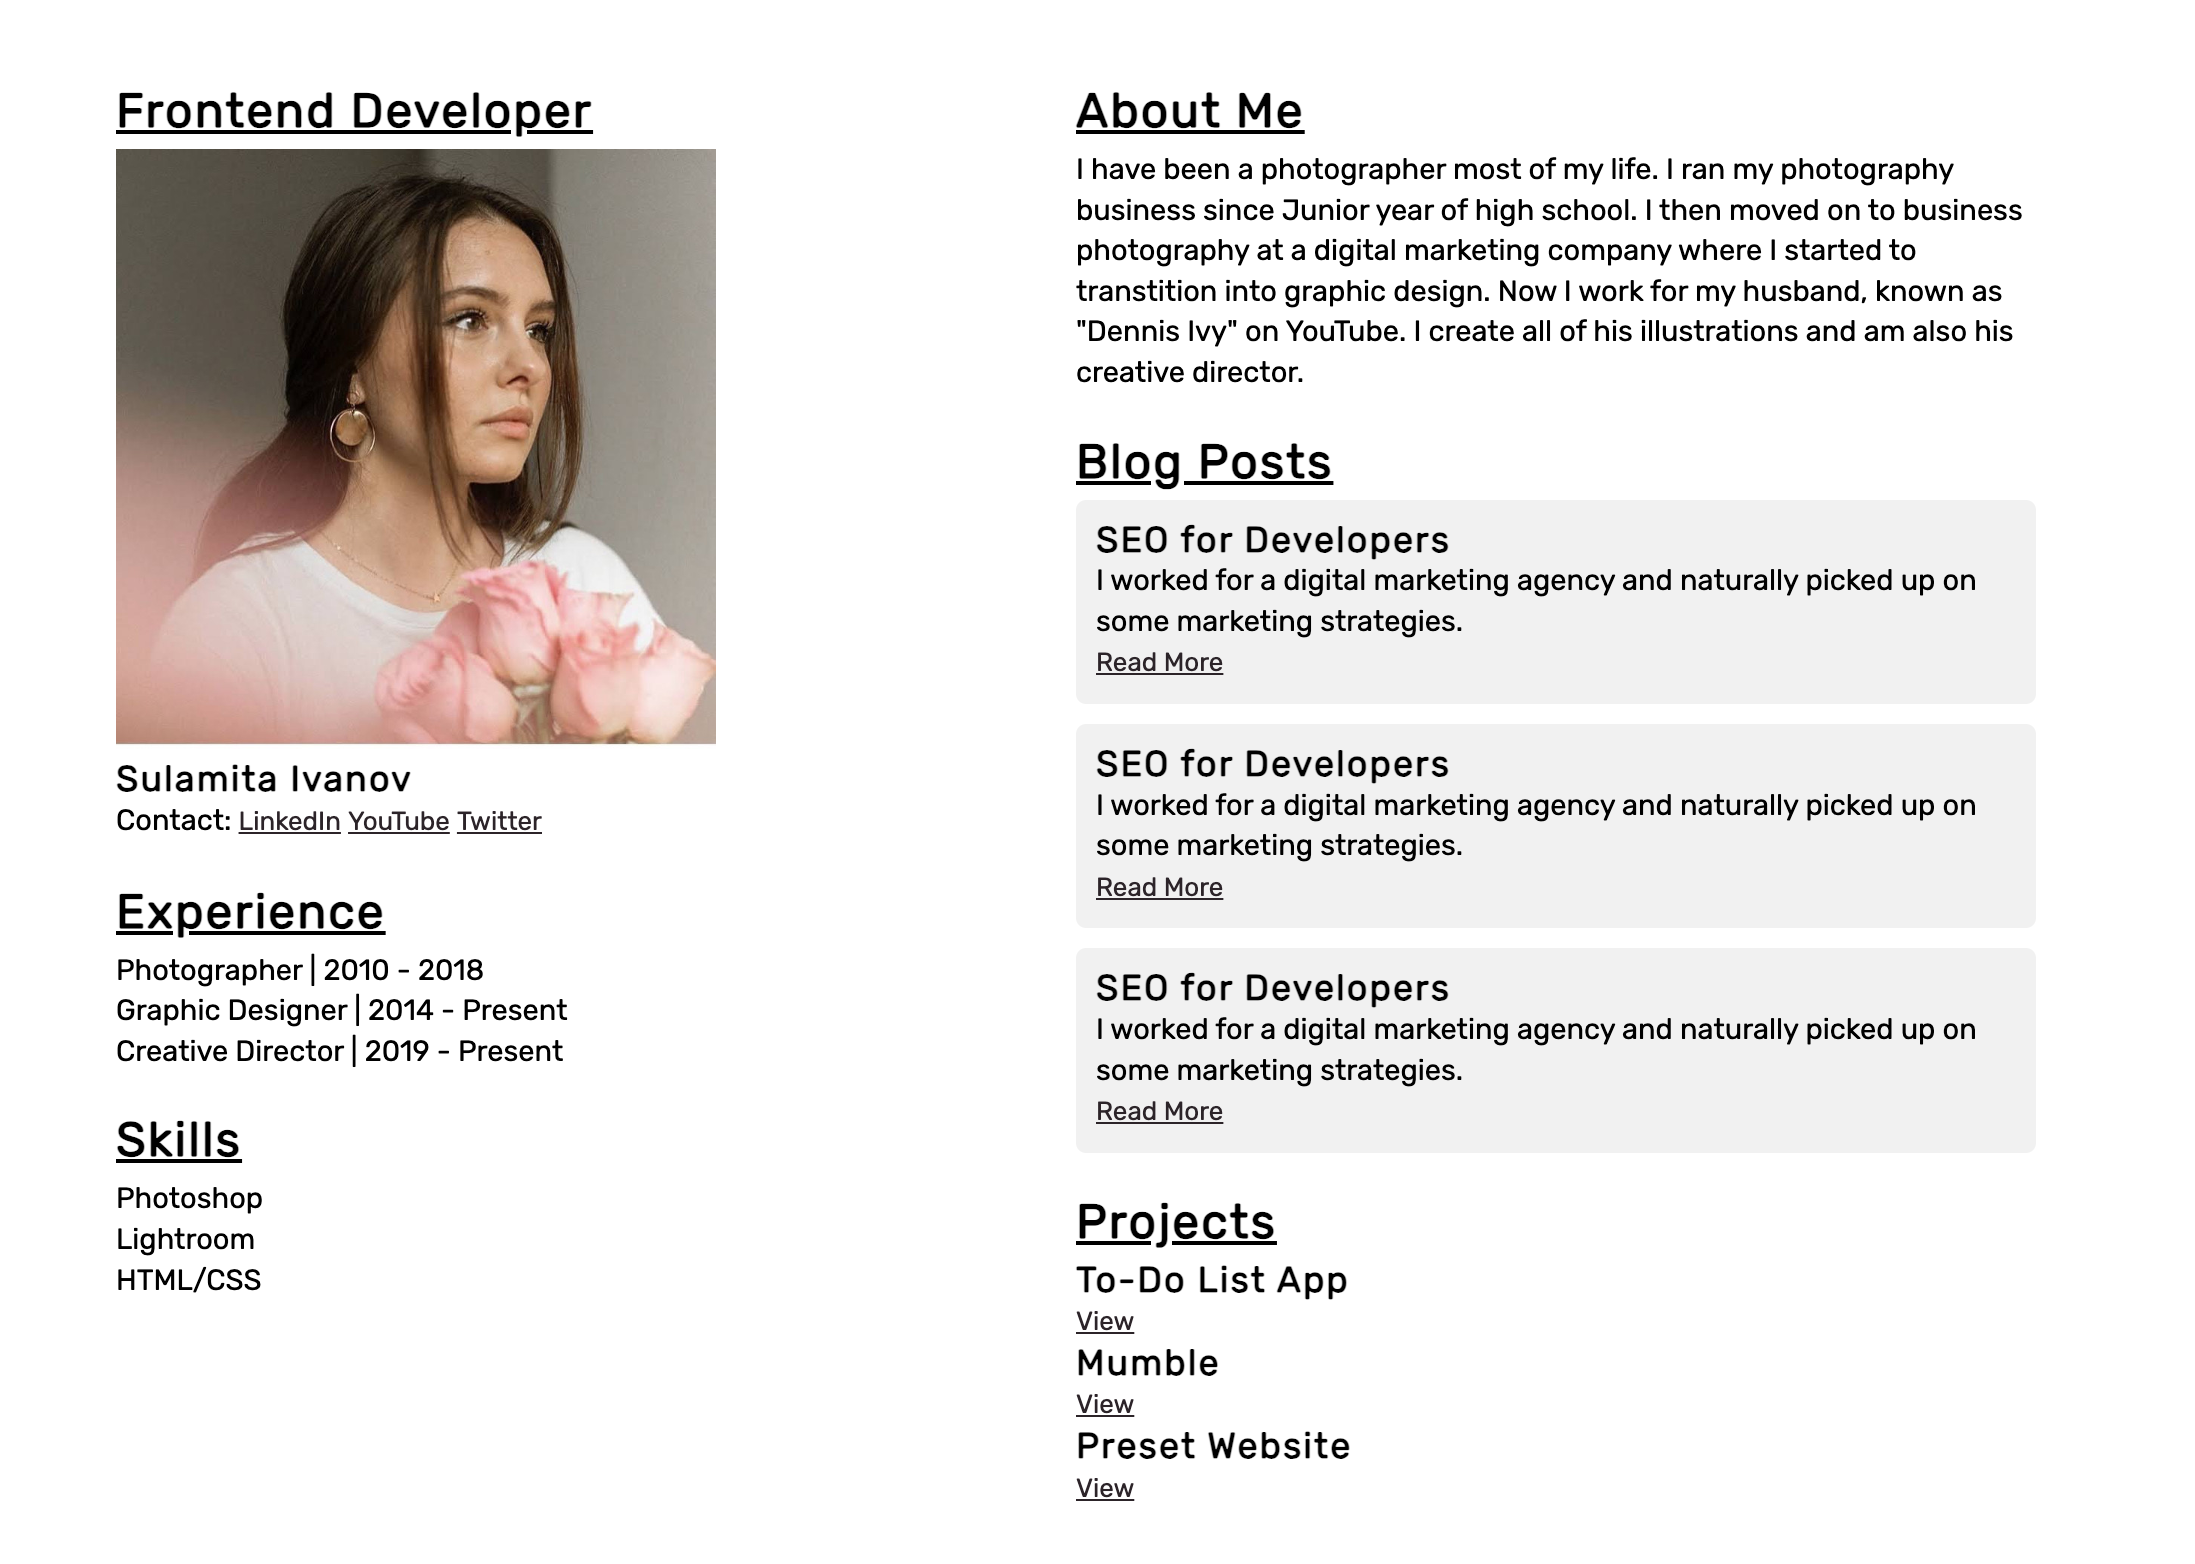 Frontend Developer
Sulamita Ivanov
Contact: LinkedIn YouTube Twitter
Experience
Photographer | 2010 - 2018
Graphic Designer | 2014 - Present
Creative Director | 2019 - Present
Skills
Photoshop
Lightroom
HTML/CSS
About Me
I have been a photographer most of my life. I ran my photography
business since Junior year of high school. I then moved on to business
photography at a digital marketing company where I started to
transtition into graphic design. Now I work for my husband, known as
"Dennis Ivy" on YouTube. I create all of his illustrations and am also his
creative director.
Blog Posts
SEO for Developers
I worked for a digital marketing agency and naturally picked up on
some marketing strategies.
Read More
SEO for Developers
I worked for a digital marketing agency and naturally picked up on
some marketing strategies.
Read More
SEO for Developers
I worked for a digital marketing agency and naturally picked up on
some marketing strategies.
Read More
Projects
To-Do List App
View
Mumble
View
Preset Website
View